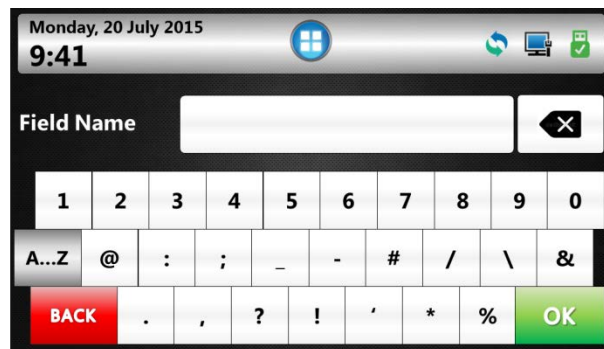 Monday, 20 July 2015
9:41
Field Name
1 2 3 4 5 6 7 8 9 0
A...Z @ : ; _ - # / \ &
BACK . , ? ! ‘ * % OK